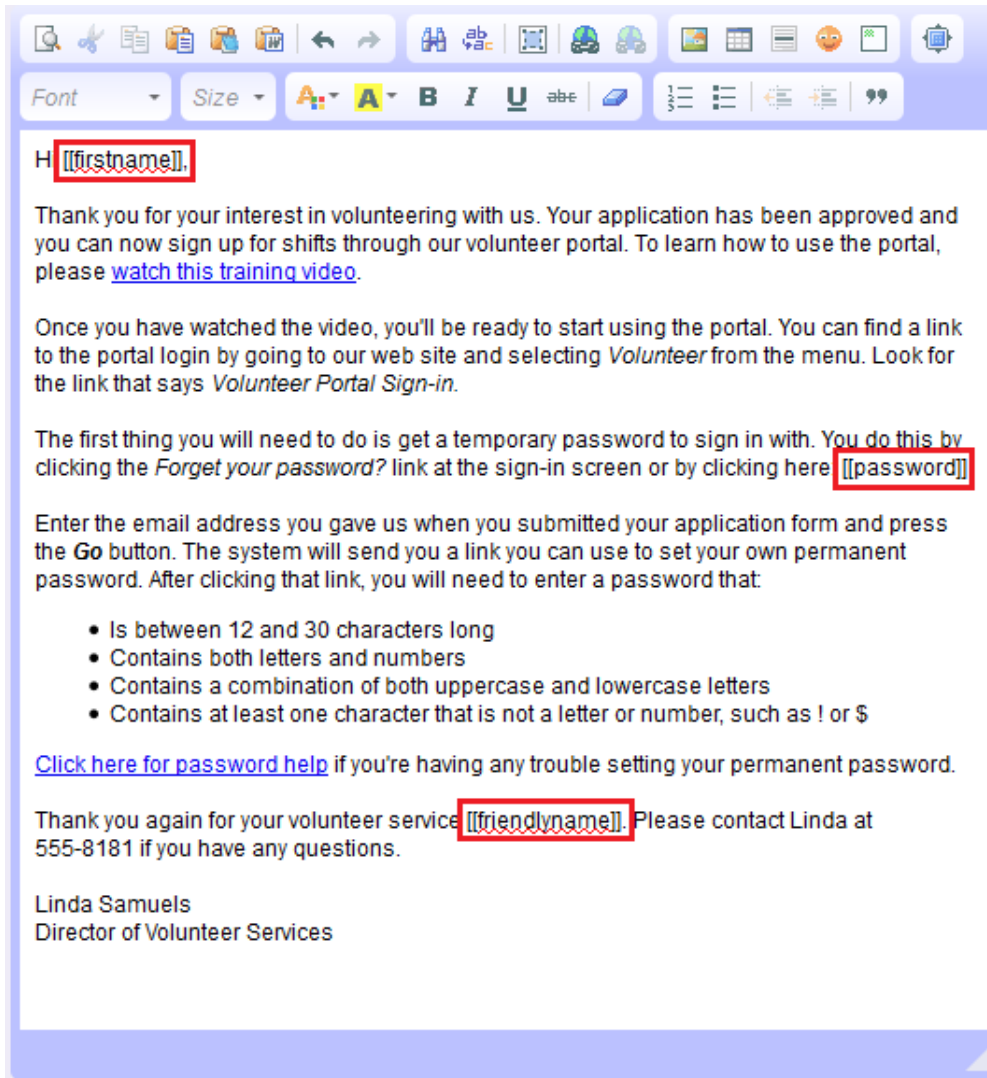 Font Size A A B I U abc
Hi [[firstname]],
Thank you for your interest in volunteering with us. Your application has been approved and
you can now sign up for shifts through our volunteer portal. To learn how to use the portal,
please watch this training video.
Once you have watched the video, you'll be ready to start using the portal. You can find a link
to the portal login by going to our web site and selecting Volunteer from the menu. Look for
the link that says Volunteer Portal Sign-in.
The first thing you will need to do is get a temporary password to sign in with. You do this by
clicking the Forget your password? link at the sign-in screen or by clicking here [[password]]
Enter the email address you gave us when you submitted your application form and press
the Go button. The system will send you a link you can use to set your own permanent
password. After clicking that link, you will need to enter a password that:
• Is between 12 and 30 characters long
• Contains both letters and numbers
• Contains a combination of both uppercase and lowercase letters
• Contains at least one character that is not a letter or number, such as ! or $
Click here for password help if you're having any trouble setting your permanent password.
Thank you again for your volunteer service [[friendlyname]]. Please contact Linda at
555-8181 if you have any questions.
Linda Samuels
Director of Volunteer Services